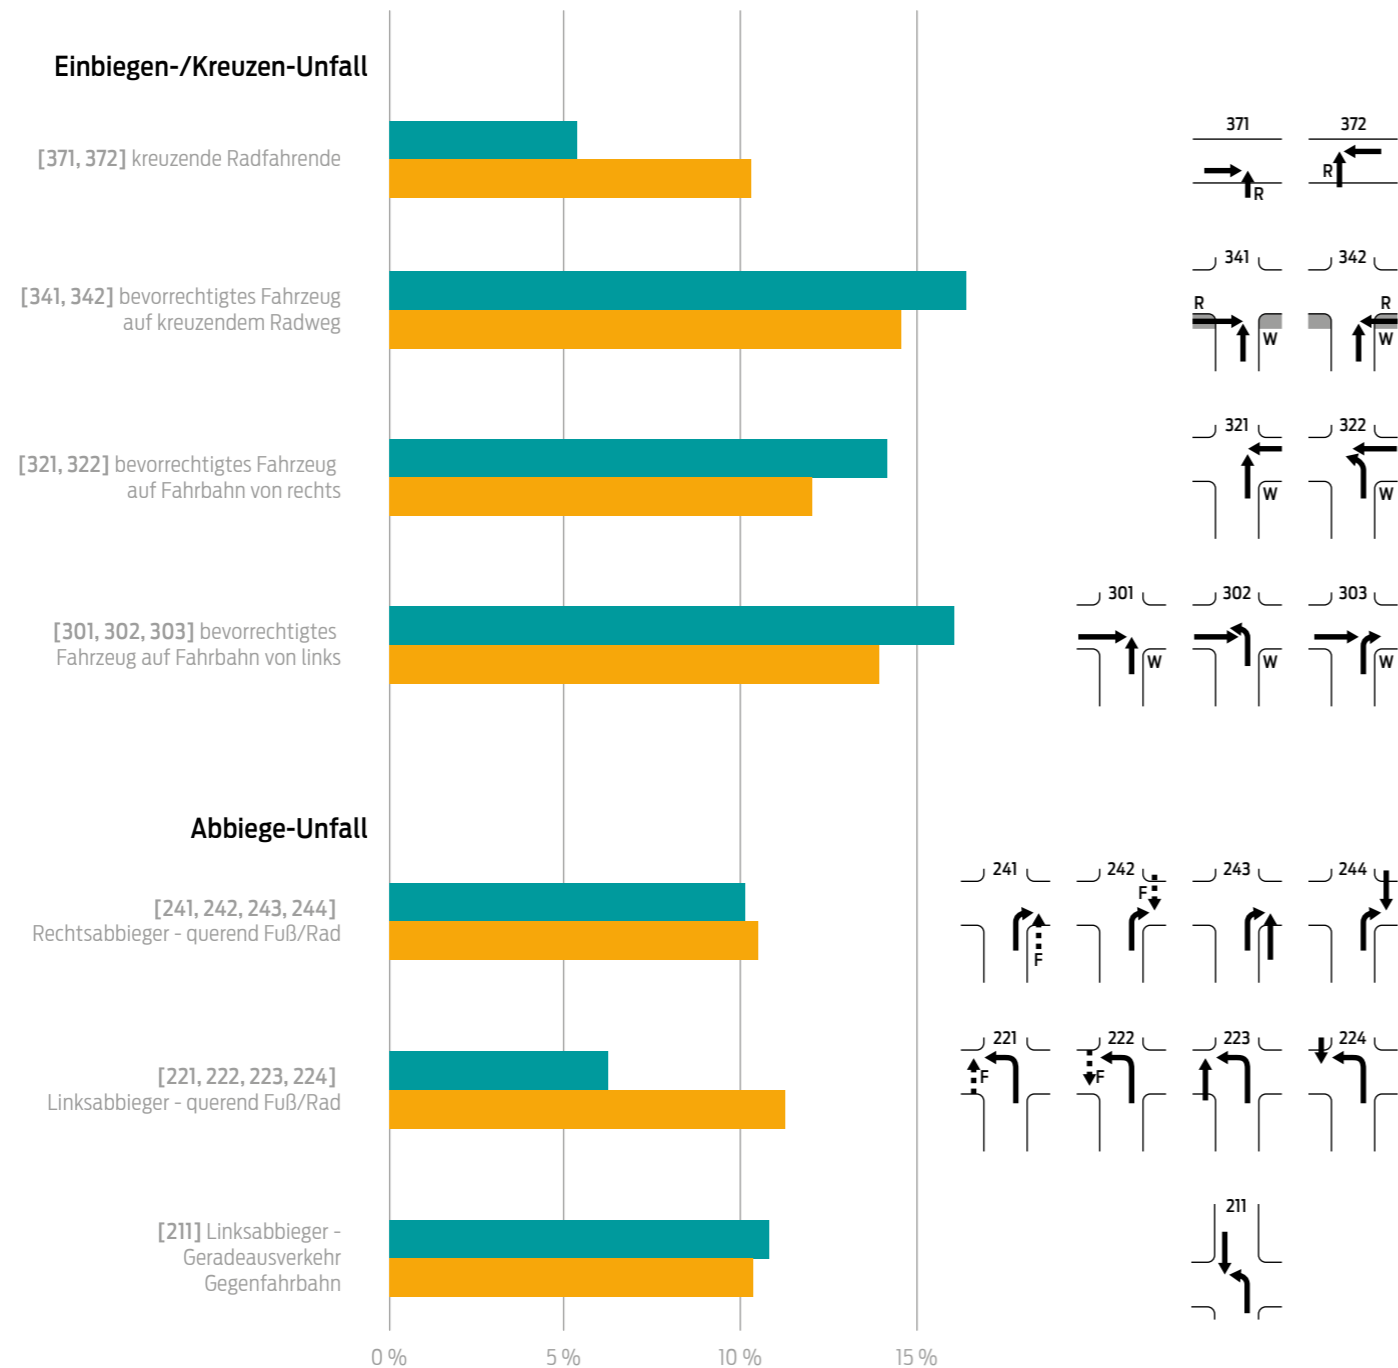 Einbiegen-/Kreuzen-Unfall
[371, 372] kreuzende Radfahrende
371 372
R R
[341, 342] bevorrechtigtes Fahrzeug
auf kreuzendem Radweg
341 342
R R
W W
[321, 322] bevorrechtigtes Fahrzeug
auf Fahrbahn von rechts
321 322
W W
[301, 302, 303] bevorrechtigtes
Fahrzeug auf Fahrbahn von links
301 302 303
W W W
Abbiege-Unfall
[241, 242, 243, 244]
Rechtsabbieger - querend Fuß/Rad
241 242 243 244
F F
[221, 222, 223, 224]
Linksabbieger - querend Fuß/Rad
221 222 223 224
F F
[211] Linksabbieger -
Geradeausverkehr
Gegenfahrbahn
211
0 % 5 % 10 % 15 %